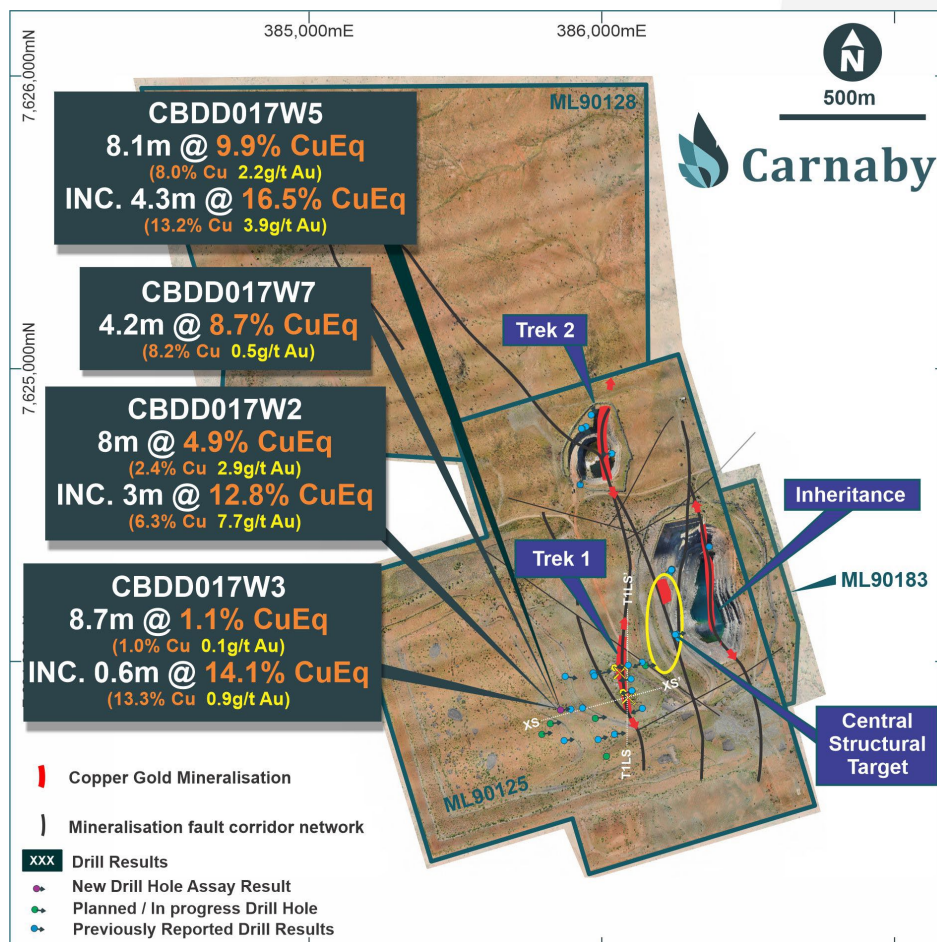 385,000mE
386,000mE
7,626,000mN
7,625,000mN
N
500m
Carnaby
ML90128
CBDD017W5
8.1m @ 9.9% CuEq
(8.0% Cu 2.2g/t Au)
INC. 4.3m @ 16.5% CuEq
(13.2% Cu 3.9g/t Au)
CBDD017W7
4.2m @ 8.7% CuEq
(8.2% Cu 0.5g/t Au)
CBDD017W2
8m @ 4.9% CuEq
(2.4% Cu 2.9g/t Au)
INC. 3m @ 12.8% CuEq
(6.3% Cu 7.7g/t Au)
CBDD017W3
8.7m @ 1.1% CuEq
(1.0% Cu 0.1g/t Au)
INC. 0.6m @ 14.1% CuEq
(13.3% Cu 0.9g/t Au)
Trek 2
Inheritance
Trek 1
ML90183
T1LS'
XS'
XS
T1LS
Central
Structural
Target
ML90125
Copper Gold Mineralisation
Mineralisation fault corridor network
XXX Drill Results
New Drill Hole Assay Result
Planned / In progress Drill Hole
Previously Reported Drill Results